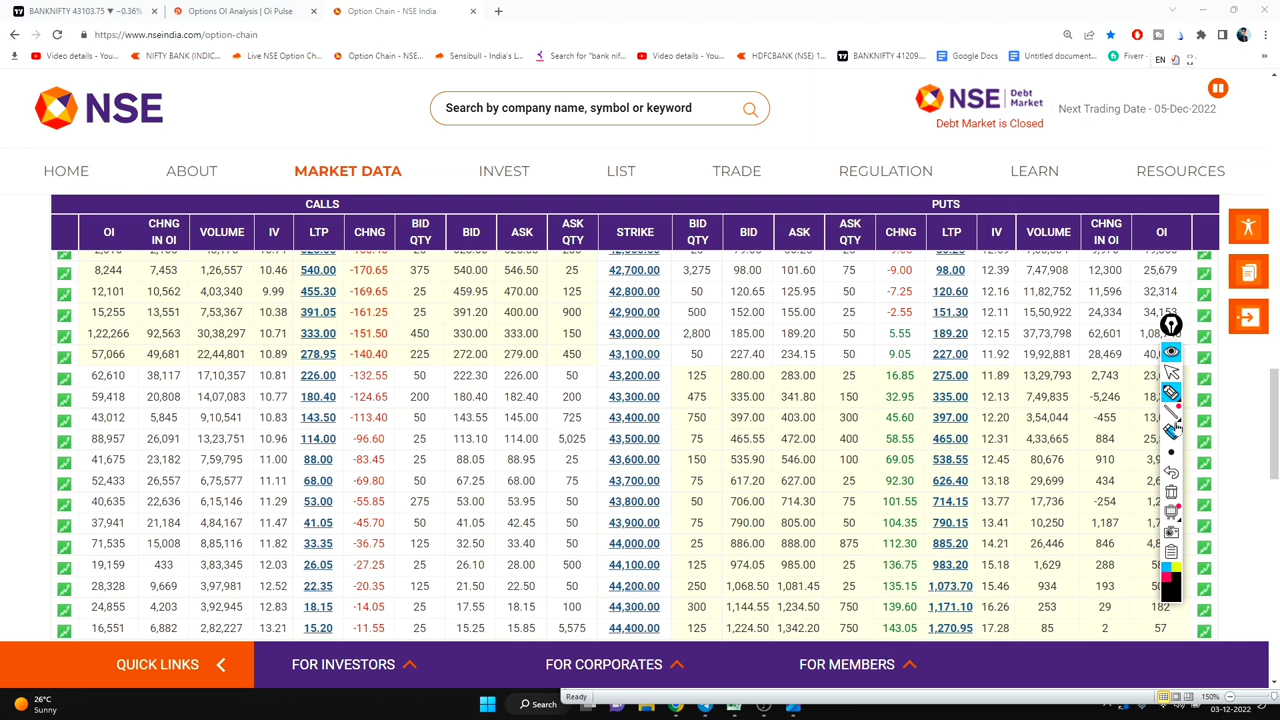 BANKNIFTY 43103.75 ▼ −0.36%
Options OI Analysis | Oi Pulse
Option Chain - NSE India
https://www.nseindia.com/option-chain
Video details - You...
NIFTY BANK (INDIC...
Live NSE Option Ch...
Option Chain - NSE...
Sensibull - India's L...
Search for "bank nif...
Video details - You...
HDFCBANK (NSE) 1...
BANKNIFTY 41209...
Google Docs
Untitled document...
Fiverr
EN
NSE
Search by company name, symbol or keyword
NSE Debt Market
Debt Market is Closed
Next Trading Date - 05-Dec-2022
HOME ABOUT MARKET DATA INVEST LIST TRADE REGULATION LEARN RESOURCES
CALLS PUTS
OI CHNG IN OI VOLUME IV LTP CHNG BID QTY BID ASK ASK QTY STRIKE BID QTY BID ASK ASK QTY CHNG LTP IV VOLUME CHNG IN OI OI
8,244 7,453 1,26,557 10.46 540.00 -170.65 375 540.00 546.50 25 42,700.00 3,275 98.00 101.60 75 -9.00 98.00 12.39 7,47,908 12,300 25,679
12,101 10,562 4,03,340 9.99 455.30 -169.65 25 459.95 470.00 125 42,800.00 50 120.65 125.95 50 -7.25 120.60 12.16 11,82,752 11,596 32,314
15,255 13,551 7,53,367 10.38 391.05 -161.25 25 391.20 400.00 900 42,900.00 500 152.00 155.00 25 -2.55 151.30 12.11 15,50,922 24,334 34,153
1,22,266 92,563 30,38,297 10.71 333.00 -151.50 450 333.00 333.00 150 43,000.00 2,800 185.00 189.20 50 5.55 189.20 12.15 37,73,798 62,601
57,066 49,681 22,44,801 10.89 278.95 -140.40 225 272.00 279.00 450 43,100.00 50 227.40 234.15 50 9.05 227.00 11.92 19,92,881 28,469
62,610 38,117 17,10,357 10.81 226.00 -132.55 50 222.30 226.00 50 43,200.00 125 280.00 283.00 25 16.85 275.00 11.89 13,29,793 2,743
59,418 20,808 14,07,083 10.77 180.40 -124.65 200 180.40 182.40 50 43,300.00 475 335.00 341.80 150 32.95 335.00 12.13 7,49,835 -5,246
43,012 5,845 9,10,541 10.83 143.50 -113.40 50 143.55 145.00 725 43,400.00 750 397.00 403.00 300 45.60 397.00 12.20 3,54,044 -455
88,957 26,091 13,23,751 10.96 114.00 -96.60 25 113.10 114.00 5,025 43,500.00 75 465.55 472.00 400 58.55 465.00 12.31 4,33,665 884
41,675 23,182 7,59,795 11.00 88.00 -83.45 25 88.05 88.95 25 43,600.00 150 535.90 546.00 100 69.05 538.55 12.45 80,676 910
52,433 26,557 6,75,577 11.11 68.00 -69.80 50 67.25 68.00 75 43,700.00 75 617.20 627.00 25 92.30 626.40 13.18 29,699 434
40,635 22,636 6,15,146 11.29 53.00 -55.85 275 53.00 53.95 50 43,800.00 50 706.00 714.30 75 101.55 714.15 13.77 17,736 -254
37,941 21,184 4,84,167 11.47 41.05 -45.70 50 41.05 42.45 50 43,900.00 75 790.00 805.00 50 104.35 790.15 13.41 10,250 1,187
71,535 15,008 8,85,116 11.82 33.35 -36.75 125 32.50 33.40 50 44,000.00 25 886.00 888.00 875 112.30 885.20 14.21 26,446 846
19,159 433 3,83,345 12.03 26.05 -27.25 25 26.10 28.00 500 44,100.00 125 974.05 985.00 25 136.75 983.20 15.18 1,629 288
28,328 9,669 3,97,981 12.52 22.35 -20.35 125 22.10 22.35 50 44,200.00 250 1,068.50 1,081.45 25 135.15 1,073.70 15.46 934 193
24,855 4,203 3,92,945 12.83 18.15 -14.05 25 17.55 18.15 100 44,300.00 300 1,144.55 1,234.50 750 139.60 1,171.10 16.26 253 29 182
16,551 6,882 2,82,227 13.21 15.20 -11.55 25 15.25 15.85 5,575 44,400.00 125 1,224.50 1,342.20 750 143.05 1,270.95 17.28 85 2 57
QUICK LINKS FOR INVESTORS FOR CORPORATES FOR MEMBERS
26°C
Sunny
Search
Ready
150%
03-12-2022